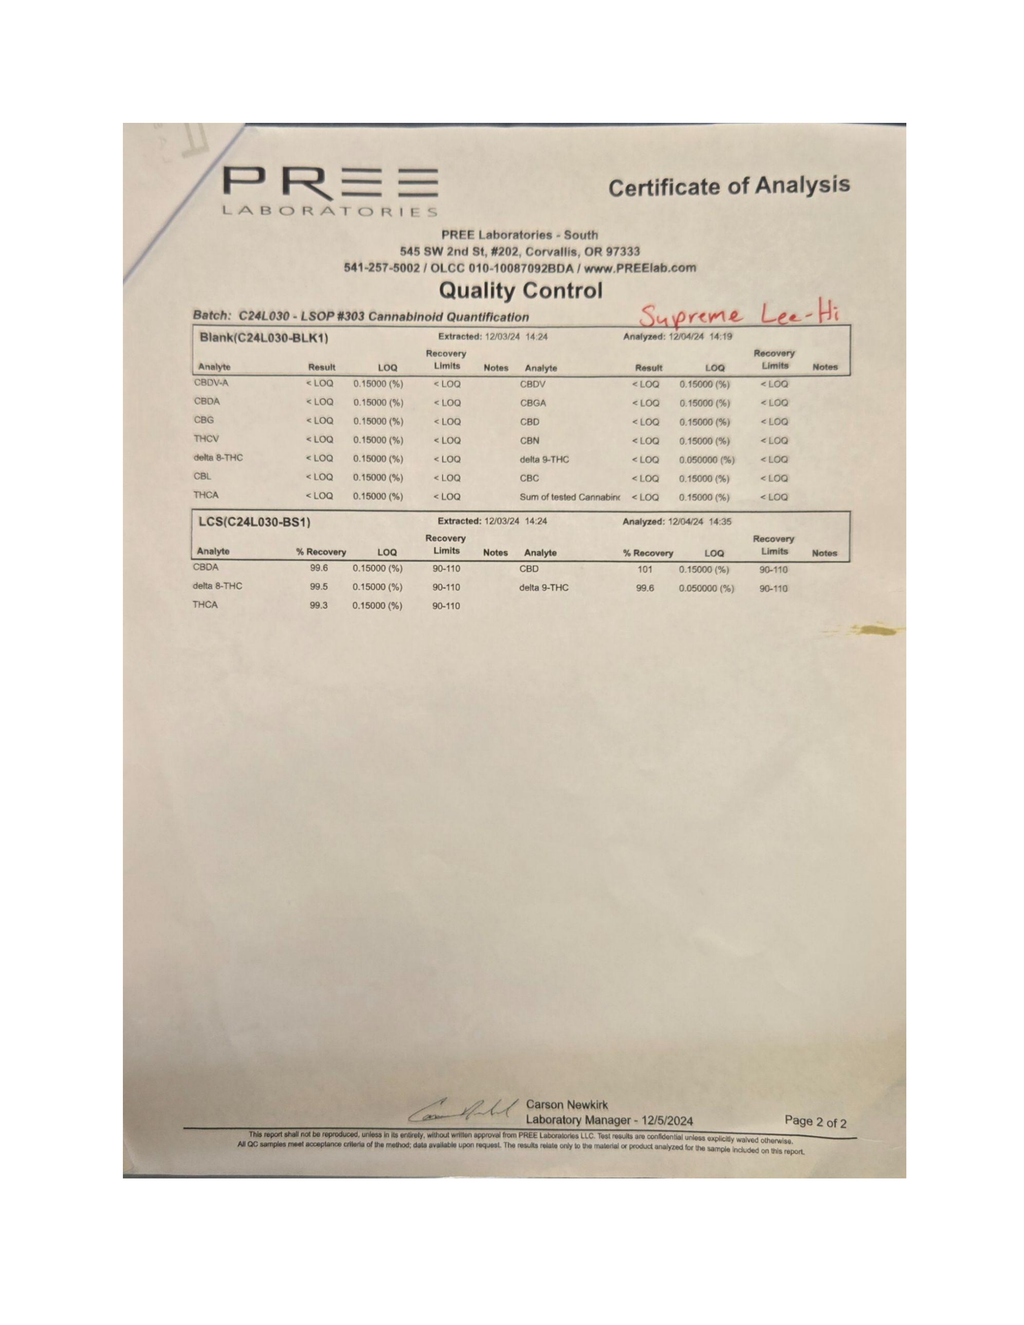 PREE
LABORATORIES
Certificate of Analysis
PREE Laboratories - South
545 SW 2nd St, #202, Corvallis, OR 97333
541-257-5002 / OLCC 010-10087092BDA / www.PREElab.com
Quality Control
Batch: C24L030 - LSOP #303 Cannabinoid Quantification
Supreme Lee-Hi
Blank(C24L030-BLK1) Extracted: 12/03/24 14:24 Analyzed: 12/04/24 14:19
Analyte Result LOQ Recovery Limits Notes Analyte Result LOQ Recovery Limits Notes
CBDV-A < LOQ 0.15000 (%) < LOQ CBDV < LOQ 0.15000 (%) < LOQ
CBDA < LOQ 0.15000 (%) < LOQ CBGA < LOQ 0.15000 (%) < LOQ
CBG < LOQ 0.15000 (%) < LOQ CBD < LOQ 0.15000 (%) < LOQ
THCV < LOQ 0.15000 (%) < LOQ CBN < LOQ 0.15000 (%) < LOQ
delta 8-THC < LOQ 0.15000 (%) < LOQ delta 9-THC < LOQ 0.050000 (%) < LOQ
CBL < LOQ 0.15000 (%) < LOQ CBC < LOQ 0.15000 (%) < LOQ
THCA < LOQ 0.15000 (%) < LOQ Sum of tested Cannabinc < LOQ 0.15000 (%) < LOQ
LCS(C24L030-BS1) Extracted: 12/03/24 14:24 Analyzed: 12/04/24 14:35
Analyte % Recovery LOQ Recovery Limits Notes Analyte % Recovery LOQ Recovery Limits Notes
CBDA 99.6 0.15000 (%) 90-110 CBD 101 0.15000 (%) 90-110
delta 8-THC 99.5 0.15000 (%) 90-110 delta 9-THC 99.6 0.050000 (%) 90-110
THCA 99.3 0.15000 (%) 90-110
Carson Newkirk
Laboratory Manager - 12/5/2024
Page 2 of 2
This report shall not be reproduced, unless in its entirety, without written approval from PREE Laboratories LLC. Test results are confidential unless explicitly waived otherwise.
All QC samples meet acceptance criteria of the method; data available upon request. The results relate only to the material or product analyzed for the sample included on this report.